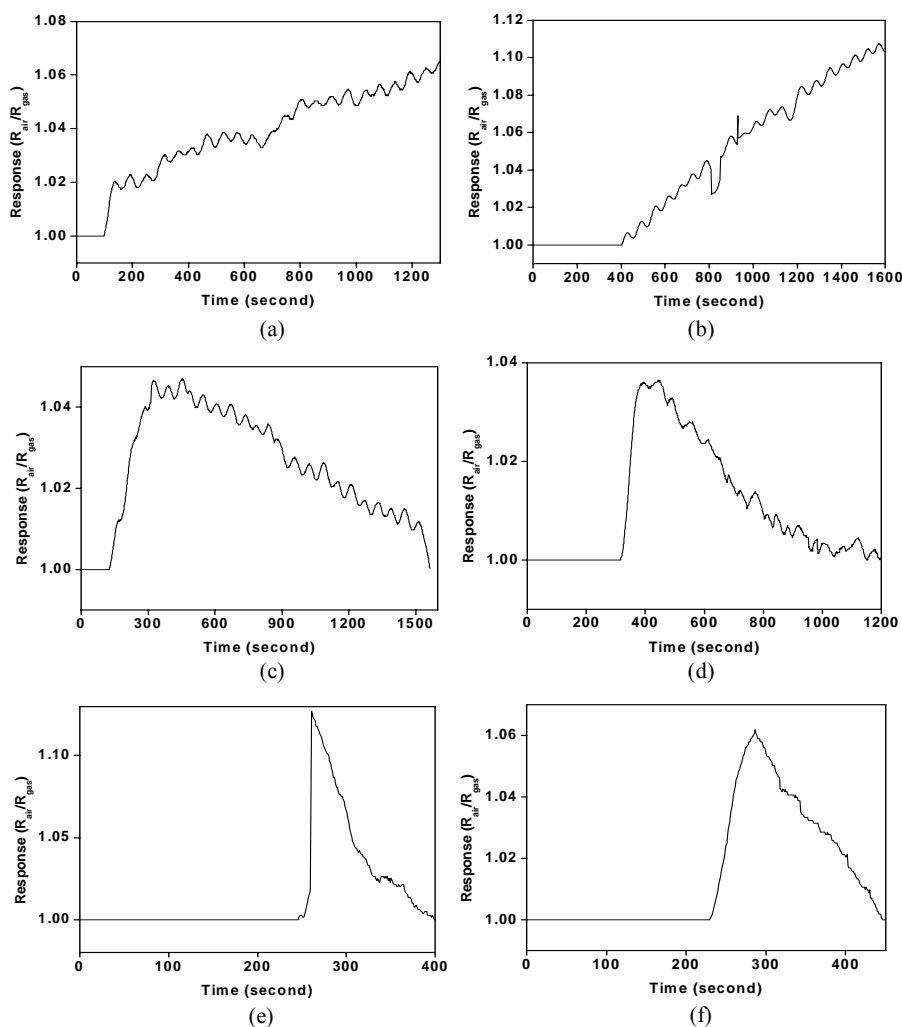 1.08
1.06
1.04
1.02
1.00
Response (R_air/R_gas)
0 200 400 600 800 1000 1200
Time (second)
(a)
1.12
1.10
1.08
1.06
1.04
1.02
1.00
Response (R_air/R_gas)
0 200 400 600 800 1000 1200 1400 1600
Time (second)
(b)
1.04
1.02
1.00
Response (R_air/R_gas)
0 300 600 900 1200 1500
Time (second)
(c)
1.04
1.02
1.00
Response (R_air/R_gas)
0 200 400 600 800 1000 1200
Time (second)
(d)
1.10
1.05
1.00
Response (R_air/R_gas)
0 100 200 300 400
Time (second)
(e)
1.06
1.04
1.02
1.00
Response (R_air/R_gas)
0 100 200 300 400
Time (second)
(f)